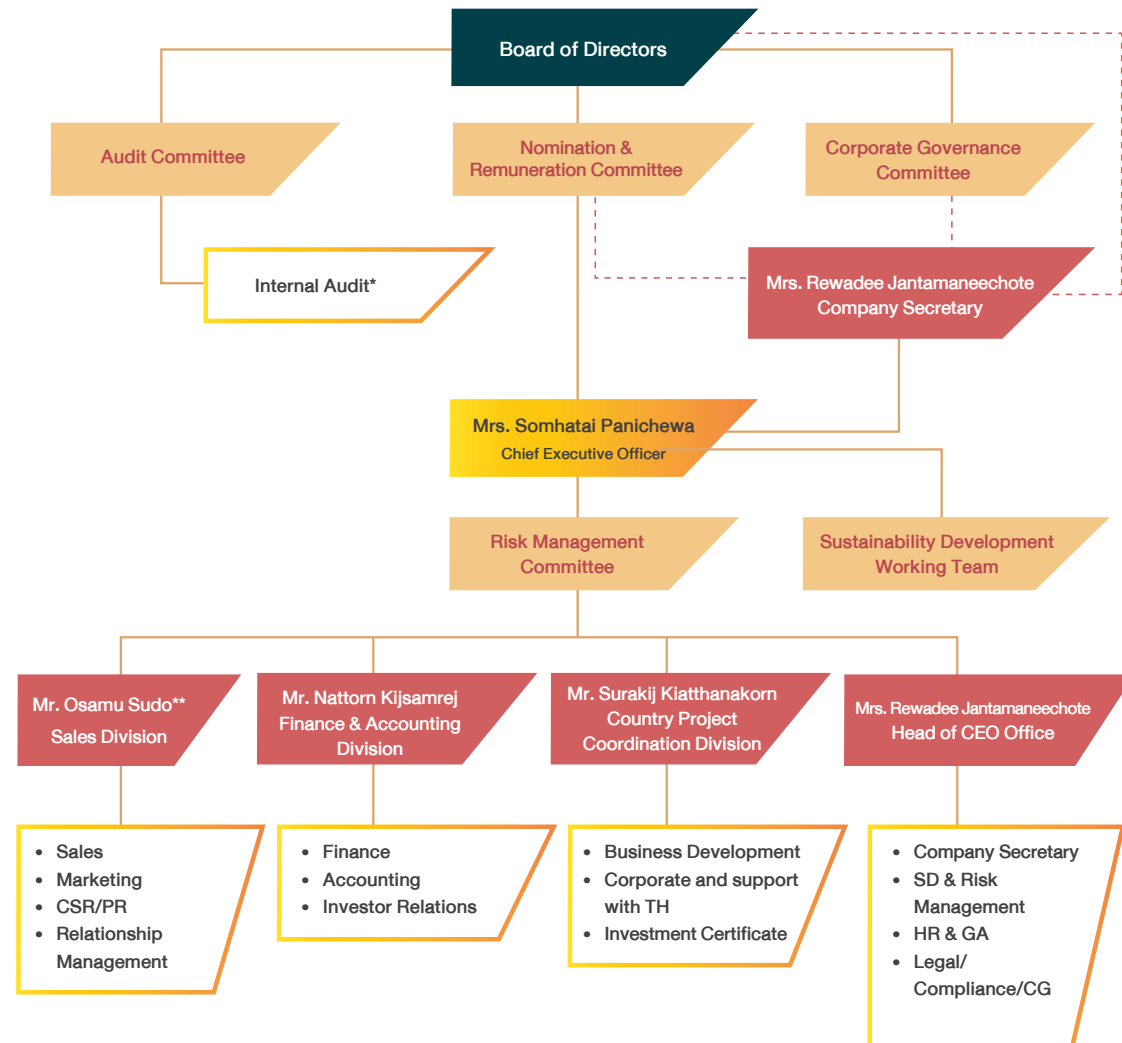 Board of Directors
Audit Committee
Nomination &
Remuneration Committee
Corporate Governance
Committee
Internal Audit*
Mrs. Rewadee Jantamaneechote
Company Secretary
Mrs. Somhatai Panichewa
Chief Executive Officer
Risk Management
Committee
Sustainability Development
Working Team
Mr. Osamu Sudo**
Sales Division
Mr. Nattorn Kijsamrej
Finance & Accounting
Division
Mr. Surakij Kiatthanakorn
Country Project
Coordination Division
Mrs. Rewadee Jantamaneechote
Head of CEO Office
• Sales
• Marketing
• CSR/PR
• Relationship
Management
• Finance
• Accounting
• Investor Relations
• Business Development
• Corporate and support
with TH
• Investment Certificate
• Company Secretary
• SD & Risk
Management
• HR & GA
• Legal/
Compliance/CG